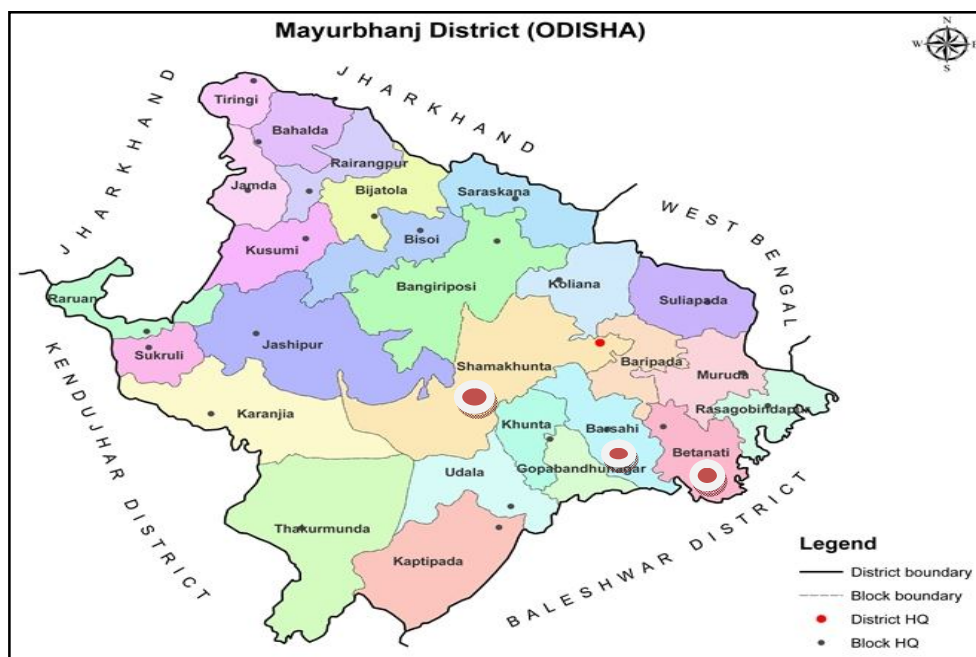 Mayurbhanj District (ODISHA)
N
W E
S
JHARKHAND
JHARKHAND
WEST BENGAL
KENDUJHAR DISTRICT
BALESHWAR DISTRICT
Tiringi
Bahalda
Rairangpur
Jamda
Bijatola
Saraskana
Bisoi
Kusumi
Bangiriposi
Koliana
Suliapada
Raruan
Sukruli
Jashipur
Shamakhunta
Baripada
Muruda
Rasagobindapur
Karanjia
Khunta
Barsahi
Betanati
Udala
Gopabandhunagar
Thakurmunda
Kaptipada
Legend
District boundary
Block boundary
District HQ
Block HQ